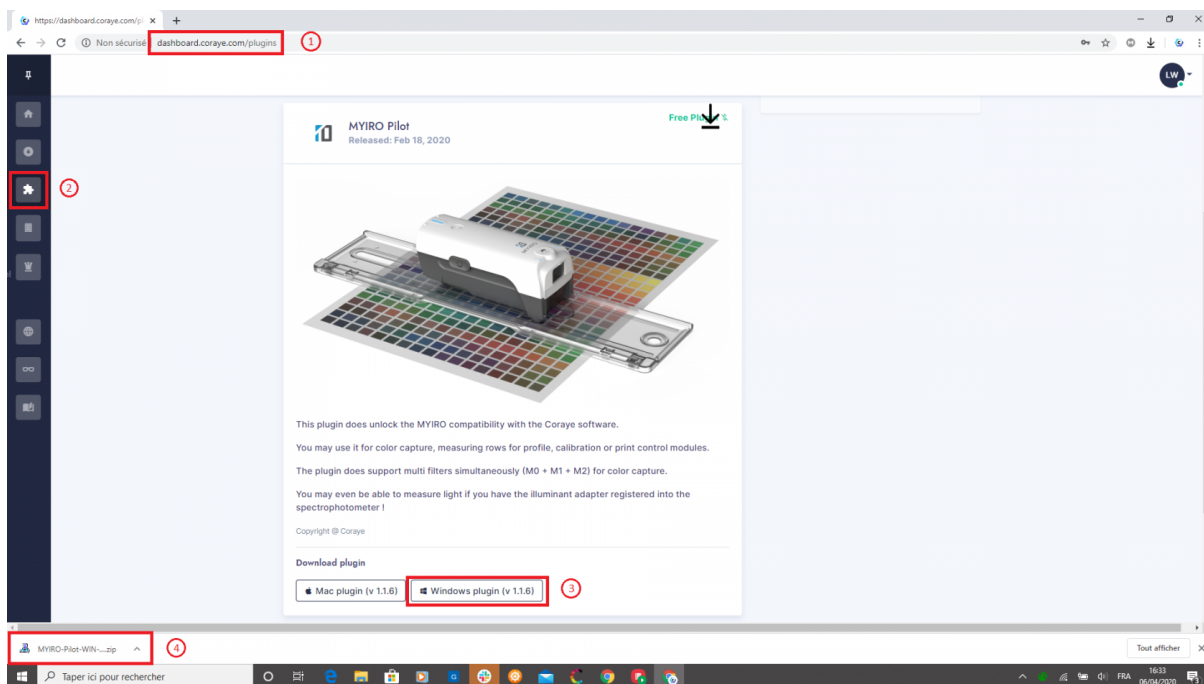 https://dashboard.coraye.com/p
Non sécurisé dashboard.coraye.com/plugins
1
LW
MYIRO Pilot
Released: Feb 18, 2020
Free
2
This plugin does unlock the MYIRO compatibility with the Coraye software.
You may use it for color capture, measuring rows for profile, calibration or print control modules.
The plugin does support multi filters simultaneously (M0 + M1 + M2) for color capture.
You may even be able to measure light if you have the illuminant adapter registered into the
spectrophotometer !
Copyright @ Coraye
Download plugin
Mac plugin (v 1.1.6)
Windows plugin (v 1.1.6)
3
MYIRO-Pilot-WIN-....zip
4
Tout afficher
Taper ici pour rechercher
FRA
16:33
06/04/2020